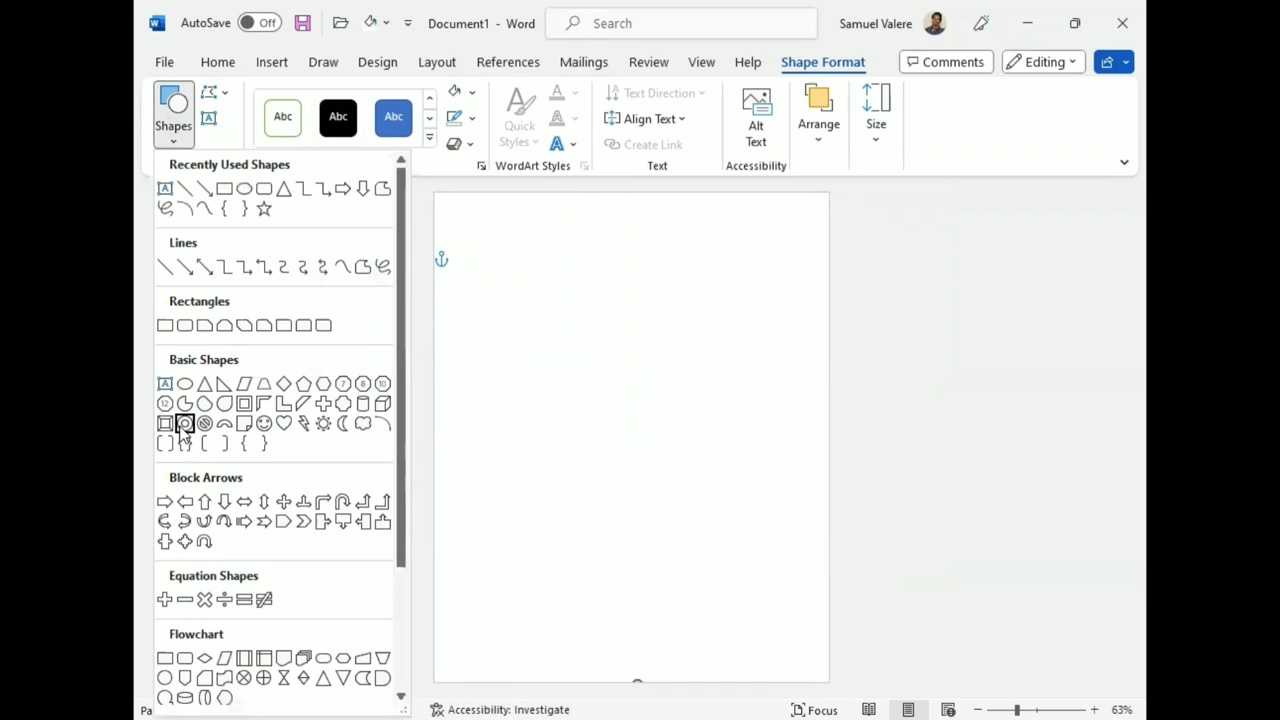 AutoSave Off Document1 - Word Search Samuel Valere
File Home Insert Draw Design Layout References Mailings Review View Help Shape Format Comments Editing
Shapes Abc Abc Abc Quick Styles Text Direction Align Text Create Link Alt Text Arrange Size
WordArt Styles Text Accessibility
Recently Used Shapes
Lines
Rectangles
Basic Shapes
Block Arrows
Equation Shapes
Flowchart
Pa Accessibility: Investigate Focus 63%